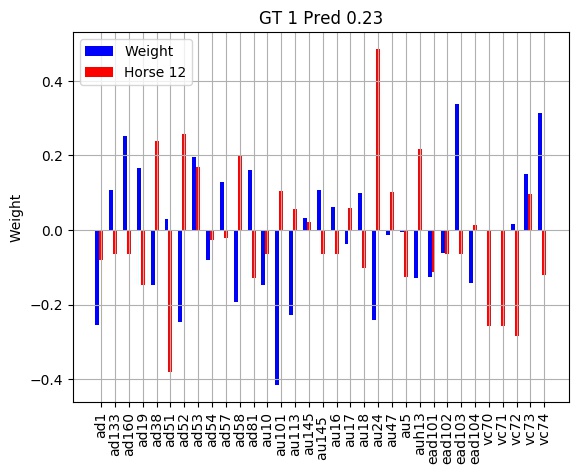 GT 1 Pred 0.23
Weight
Horse 12
Weight
0.4
0.2
0.0
−0.2
−0.4
ad1
ad133
ad160
ad19
ad38
ad51
ad52
ad53
ad54
ad57
ad58
ad81
au10
au101
au113
au145
au145
au16
au17
au18
au24
au47
au5
auh13
ead101
ead102
ead103
ead104
vc70
vc71
vc72
vc73
vc74